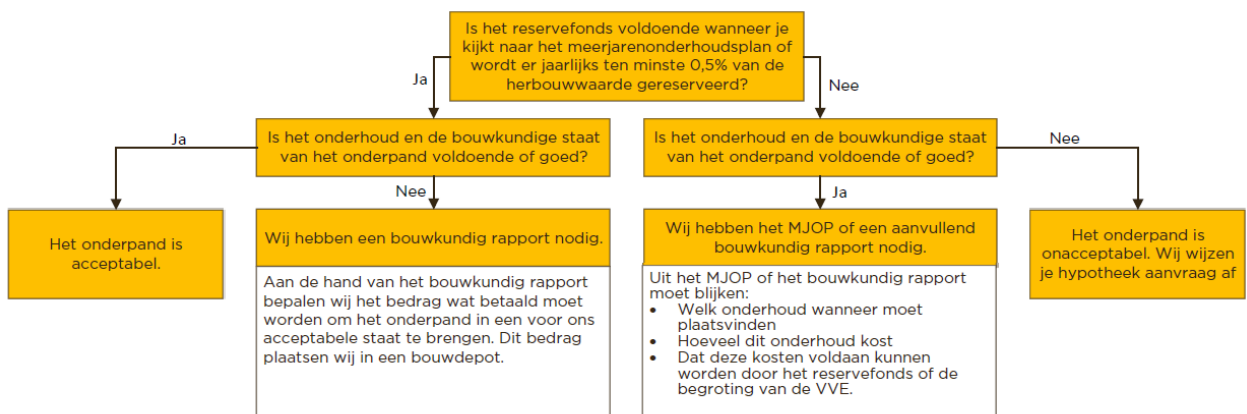 Is het reservefonds voldoende wanneer je
kijkt naar het meerjarenonderhoudsplan of
wordt er jaarlijks ten minste 0,5% van de
herbouwwaarde gereserveerd?
Ja
Nee
Ja
Is het onderhoud en de bouwkundige staat
van het onderpand voldoende of goed?
Is het onderhoud en de bouwkundige staat
van het onderpand voldoende of goed?
Nee
Nee
Ja
Het onderpand is
acceptabel.
Wij hebben een bouwkundig rapport nodig.
Aan de hand van het bouwkundig rapport
bepalen wij het bedrag wat betaald moet
worden om het onderpand in een voor ons
acceptabele staat te brengen. Dit bedrag
plaatsen wij in een bouwdepot.
Wij hebben het MJOP of een aanvullend
bouwkundig rapport nodig.
Uit het MJOP of het bouwkundig rapport
moet blijken:
• Welk onderhoud wanneer moet
plaatsvinden
• Hoeveel dit onderhoud kost
• Dat deze kosten voldaan kunnen
worden door het reservefonds of de
begroting van de VVE.
Het onderpand is
onacceptabel. Wij wijzen
je hypotheek aanvraag af